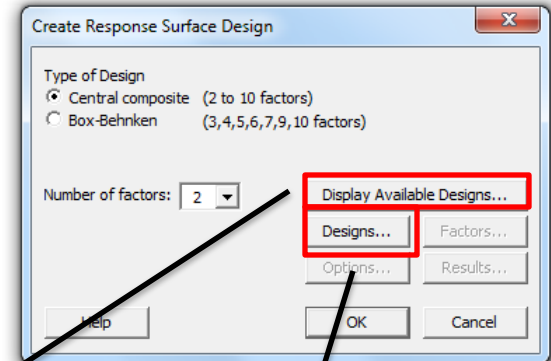 Create Response Surface Design
Type of Design
Central composite (2 to 10 factors)
Box-Behnken (3,4,5,6,7,9,10 factors)
Number of factors: 2 Display Available Designs...
Designs... Factors...
Options... Results...
Help OK Cancel